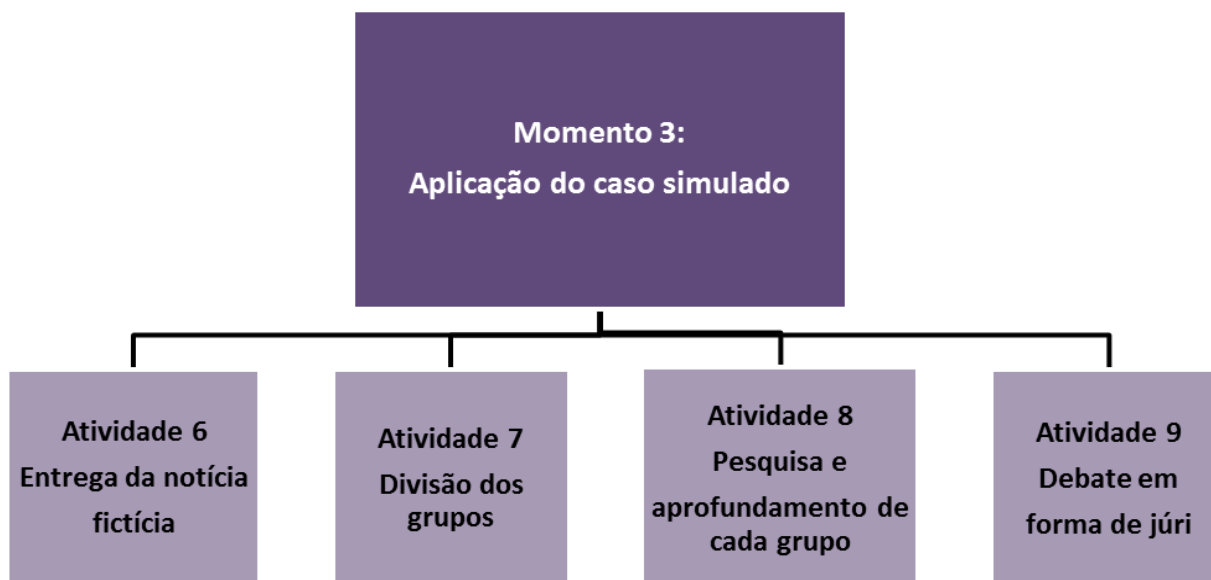 Momento 3:
Aplicação do caso simulado
Atividade 6
Entrega da notícia
fictícia
Atividade 7
Divisão dos
grupos
Atividade 8
Pesquisa e
aprofundamento de
cada grupo
Atividade 9
Debate em
forma de júri